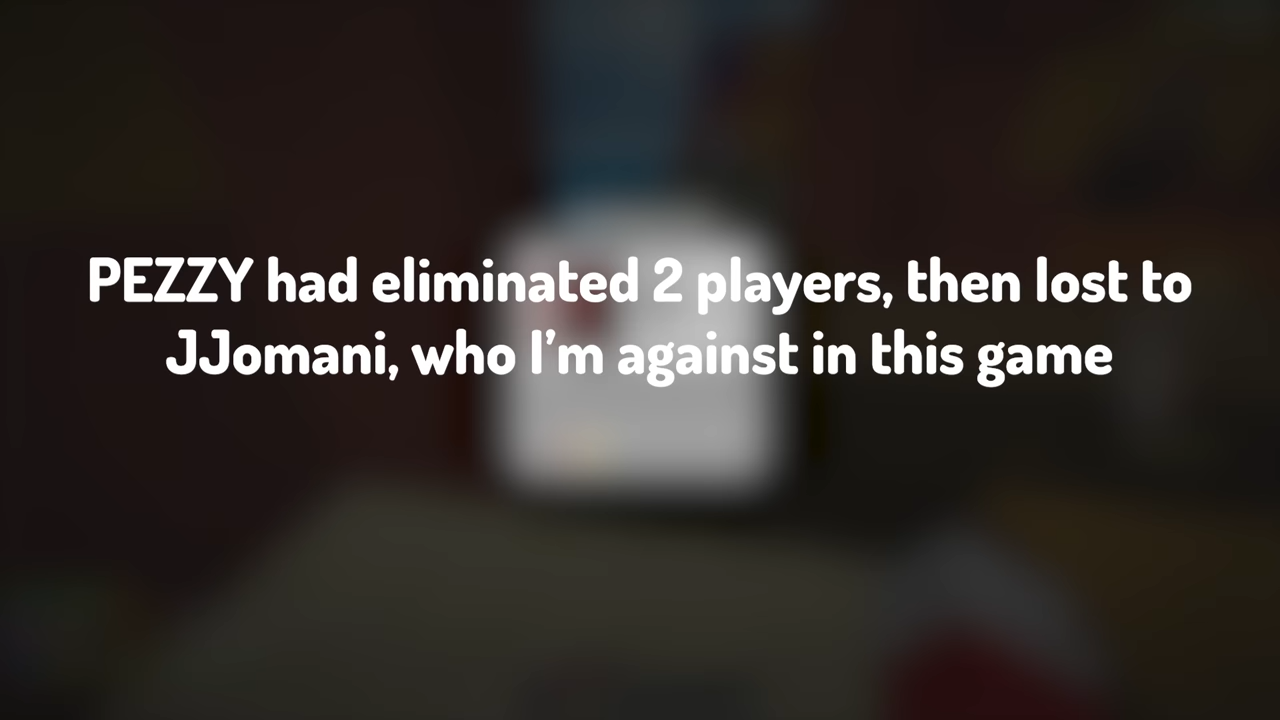 PEZZY had eliminated 2 players, then lost to
JJomani, who I’m against in this game